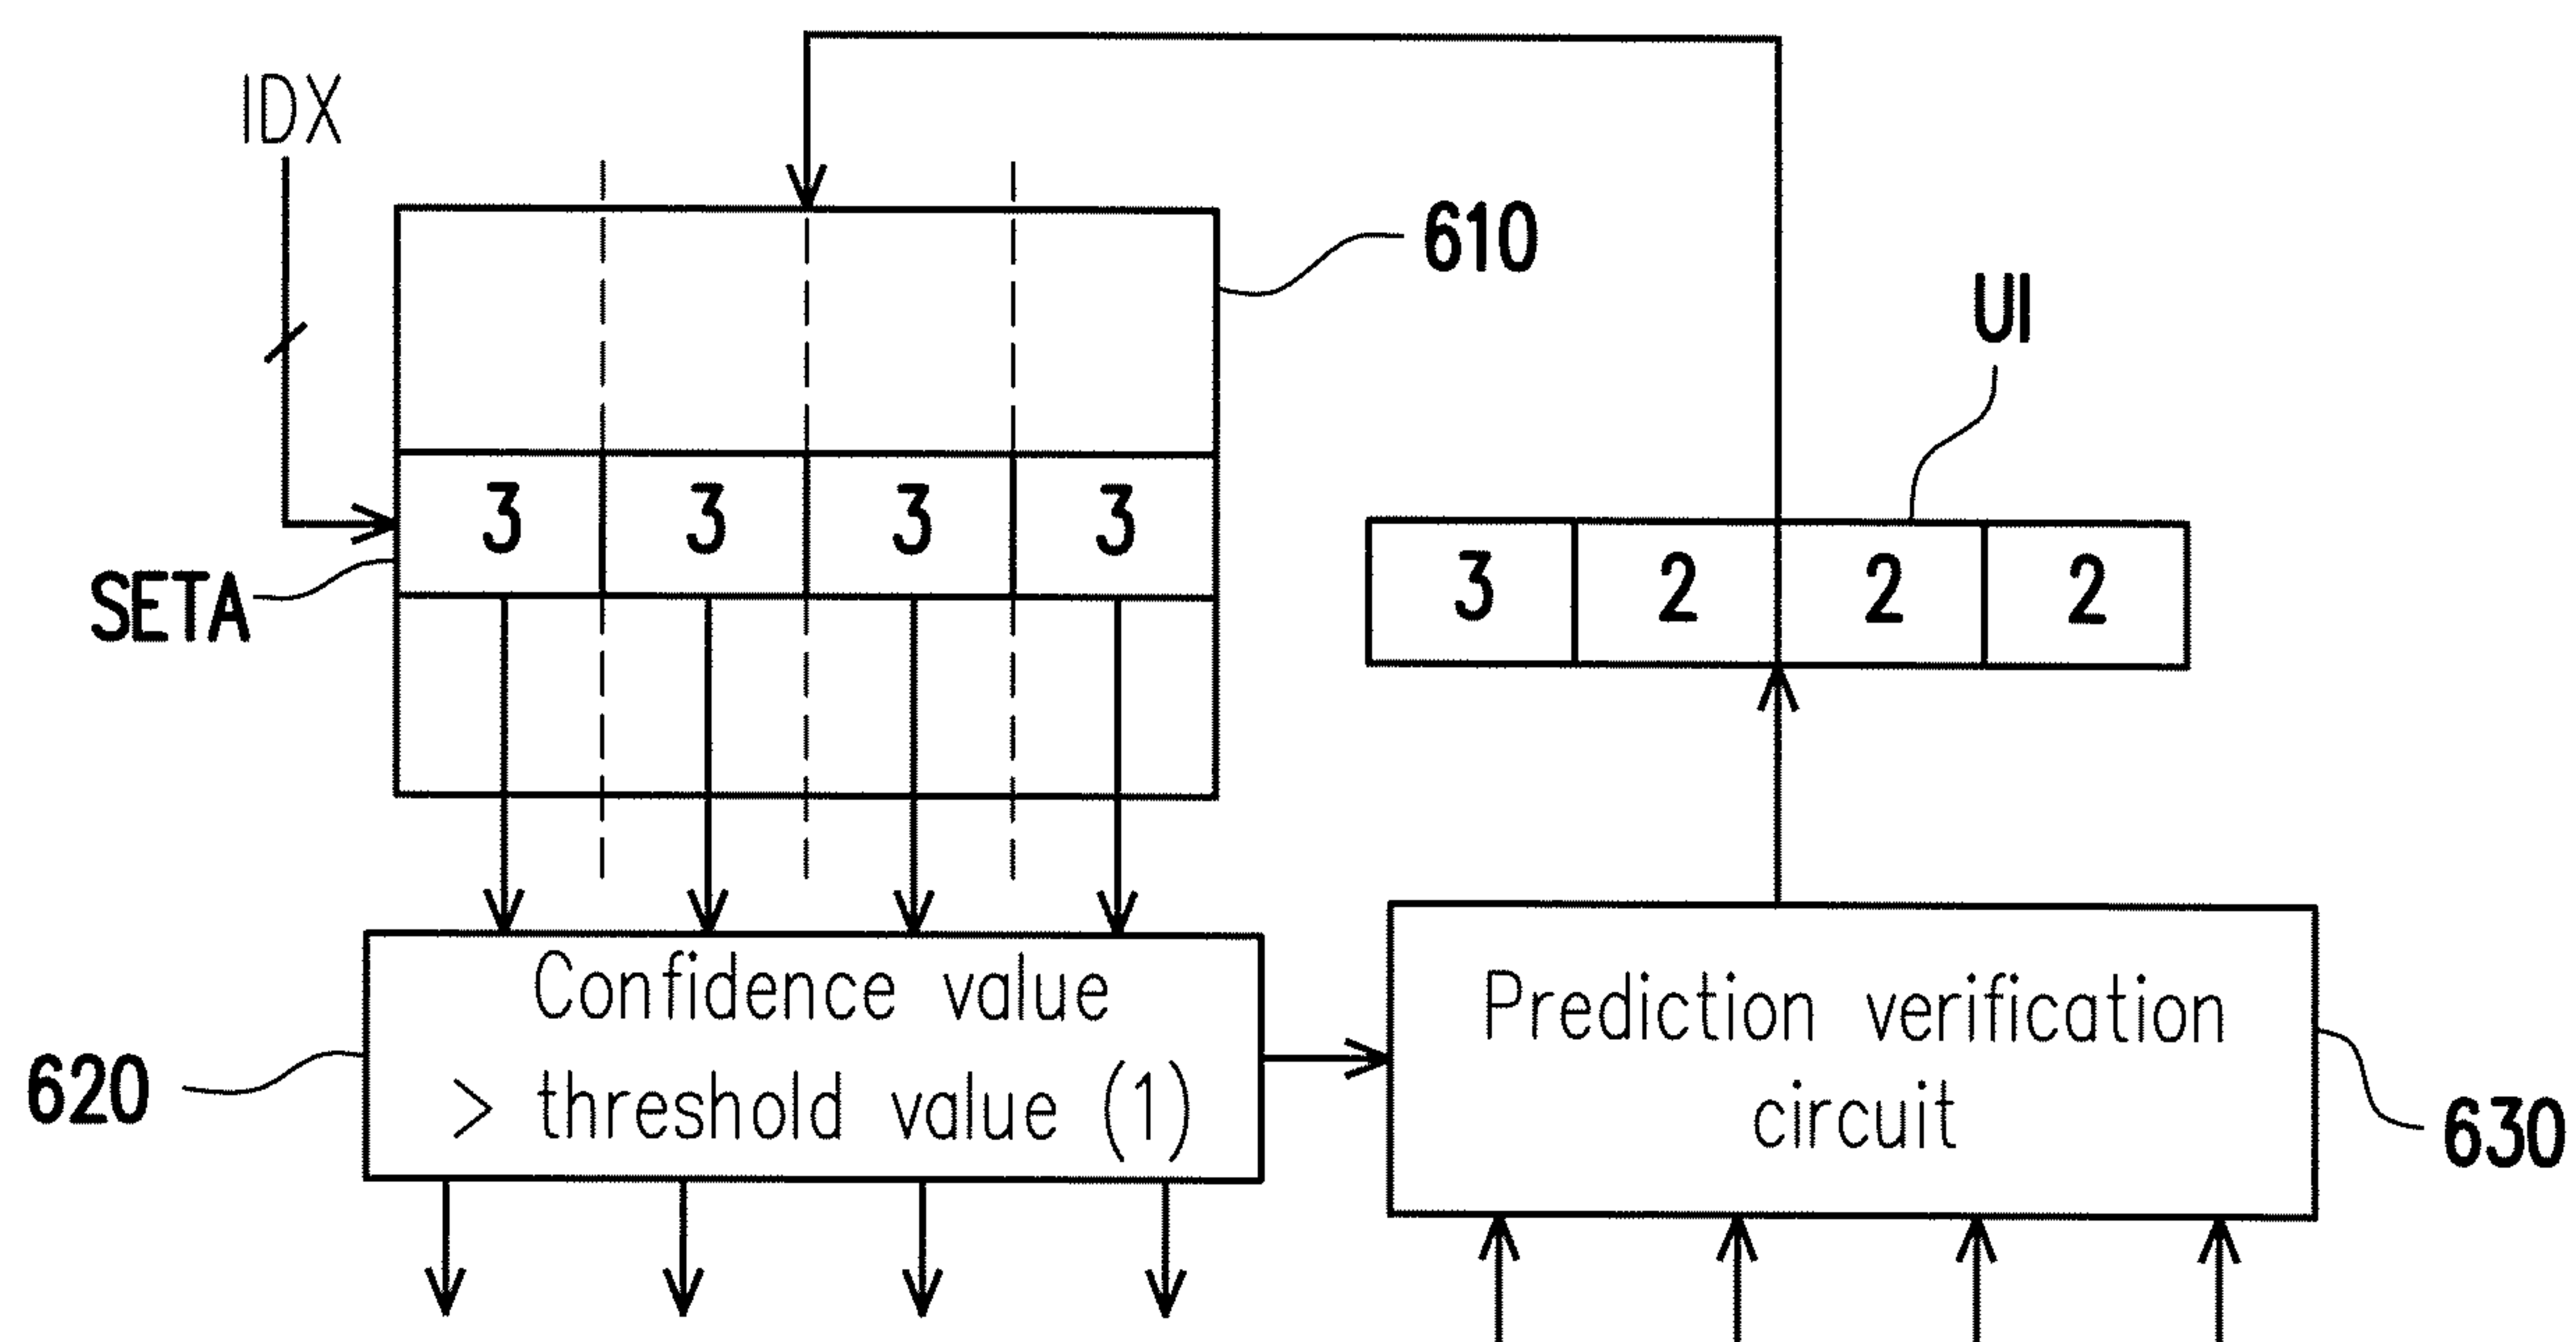 IDX
610
UI
3 3 3 3
SETA
3 2 2 2
Confidence value
> threshold value (1)
620
Prediction verification
circuit
630